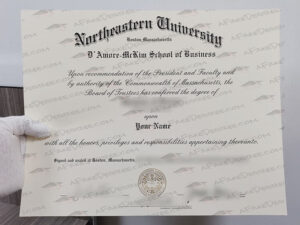 Northeastern University
Boston, Massachusetts
D'Amore-McKim School of Business
Upon recommendation of the President and Faculty and
by authority of the Commonwealth of Massachusetts, the
Board of Trustees has conferred the degree of
upon
Your Name
with all the honors, privileges and responsibilities appertaining thereunto.
Signed and sealed at Boston, Massachusetts